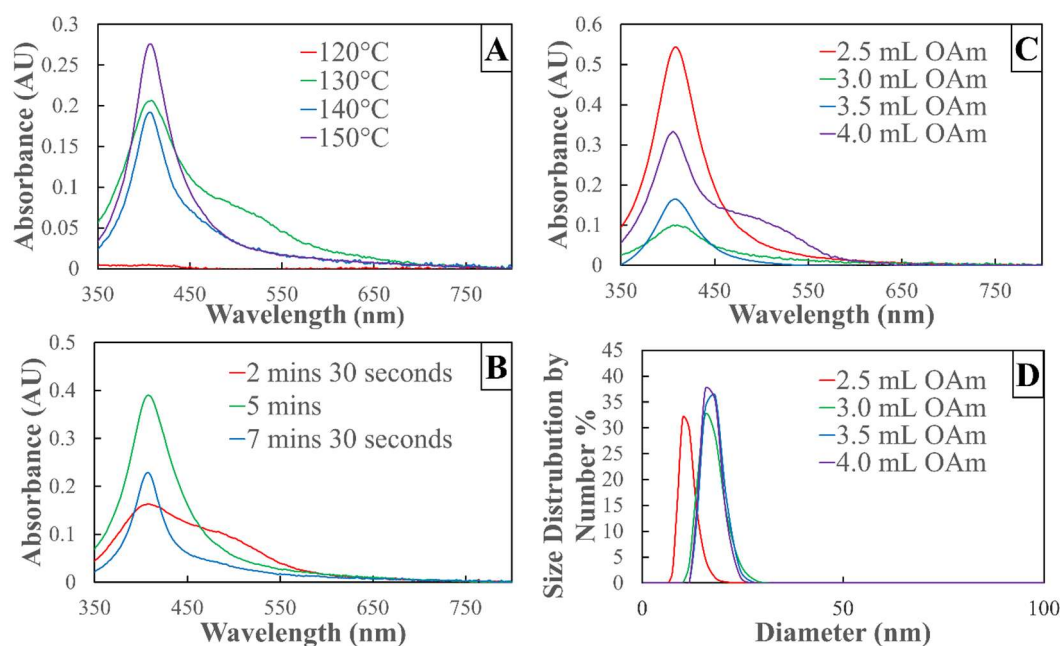 A
Absorbance (AU)
0.3
0.25
0.2
0.15
0.1
0.05
0
350
450
550
650
750
Wavelength (nm)
120°C
130°C
140°C
150°C
C
Absorbance (AU)
0.6
0.5
0.4
0.3
0.2
0.1
0
350
450
550
650
750
Wavelength (nm)
2.5 mL OAm
3.0 mL OAm
3.5 mL OAm
4.0 mL OAm
B
Absorbance (AU)
0.5
0.4
0.3
0.2
0.1
0
350
450
550
650
750
Wavelength (nm)
2 mins 30 seconds
5 mins
7 mins 30 seconds
D
Size Distrubution by
Number %
45
40
35
30
25
20
15
10
5
0
0
50
100
Diameter (nm)
2.5 mL OAm
3.0 mL OAm
3.5 mL OAm
4.0 mL OAm